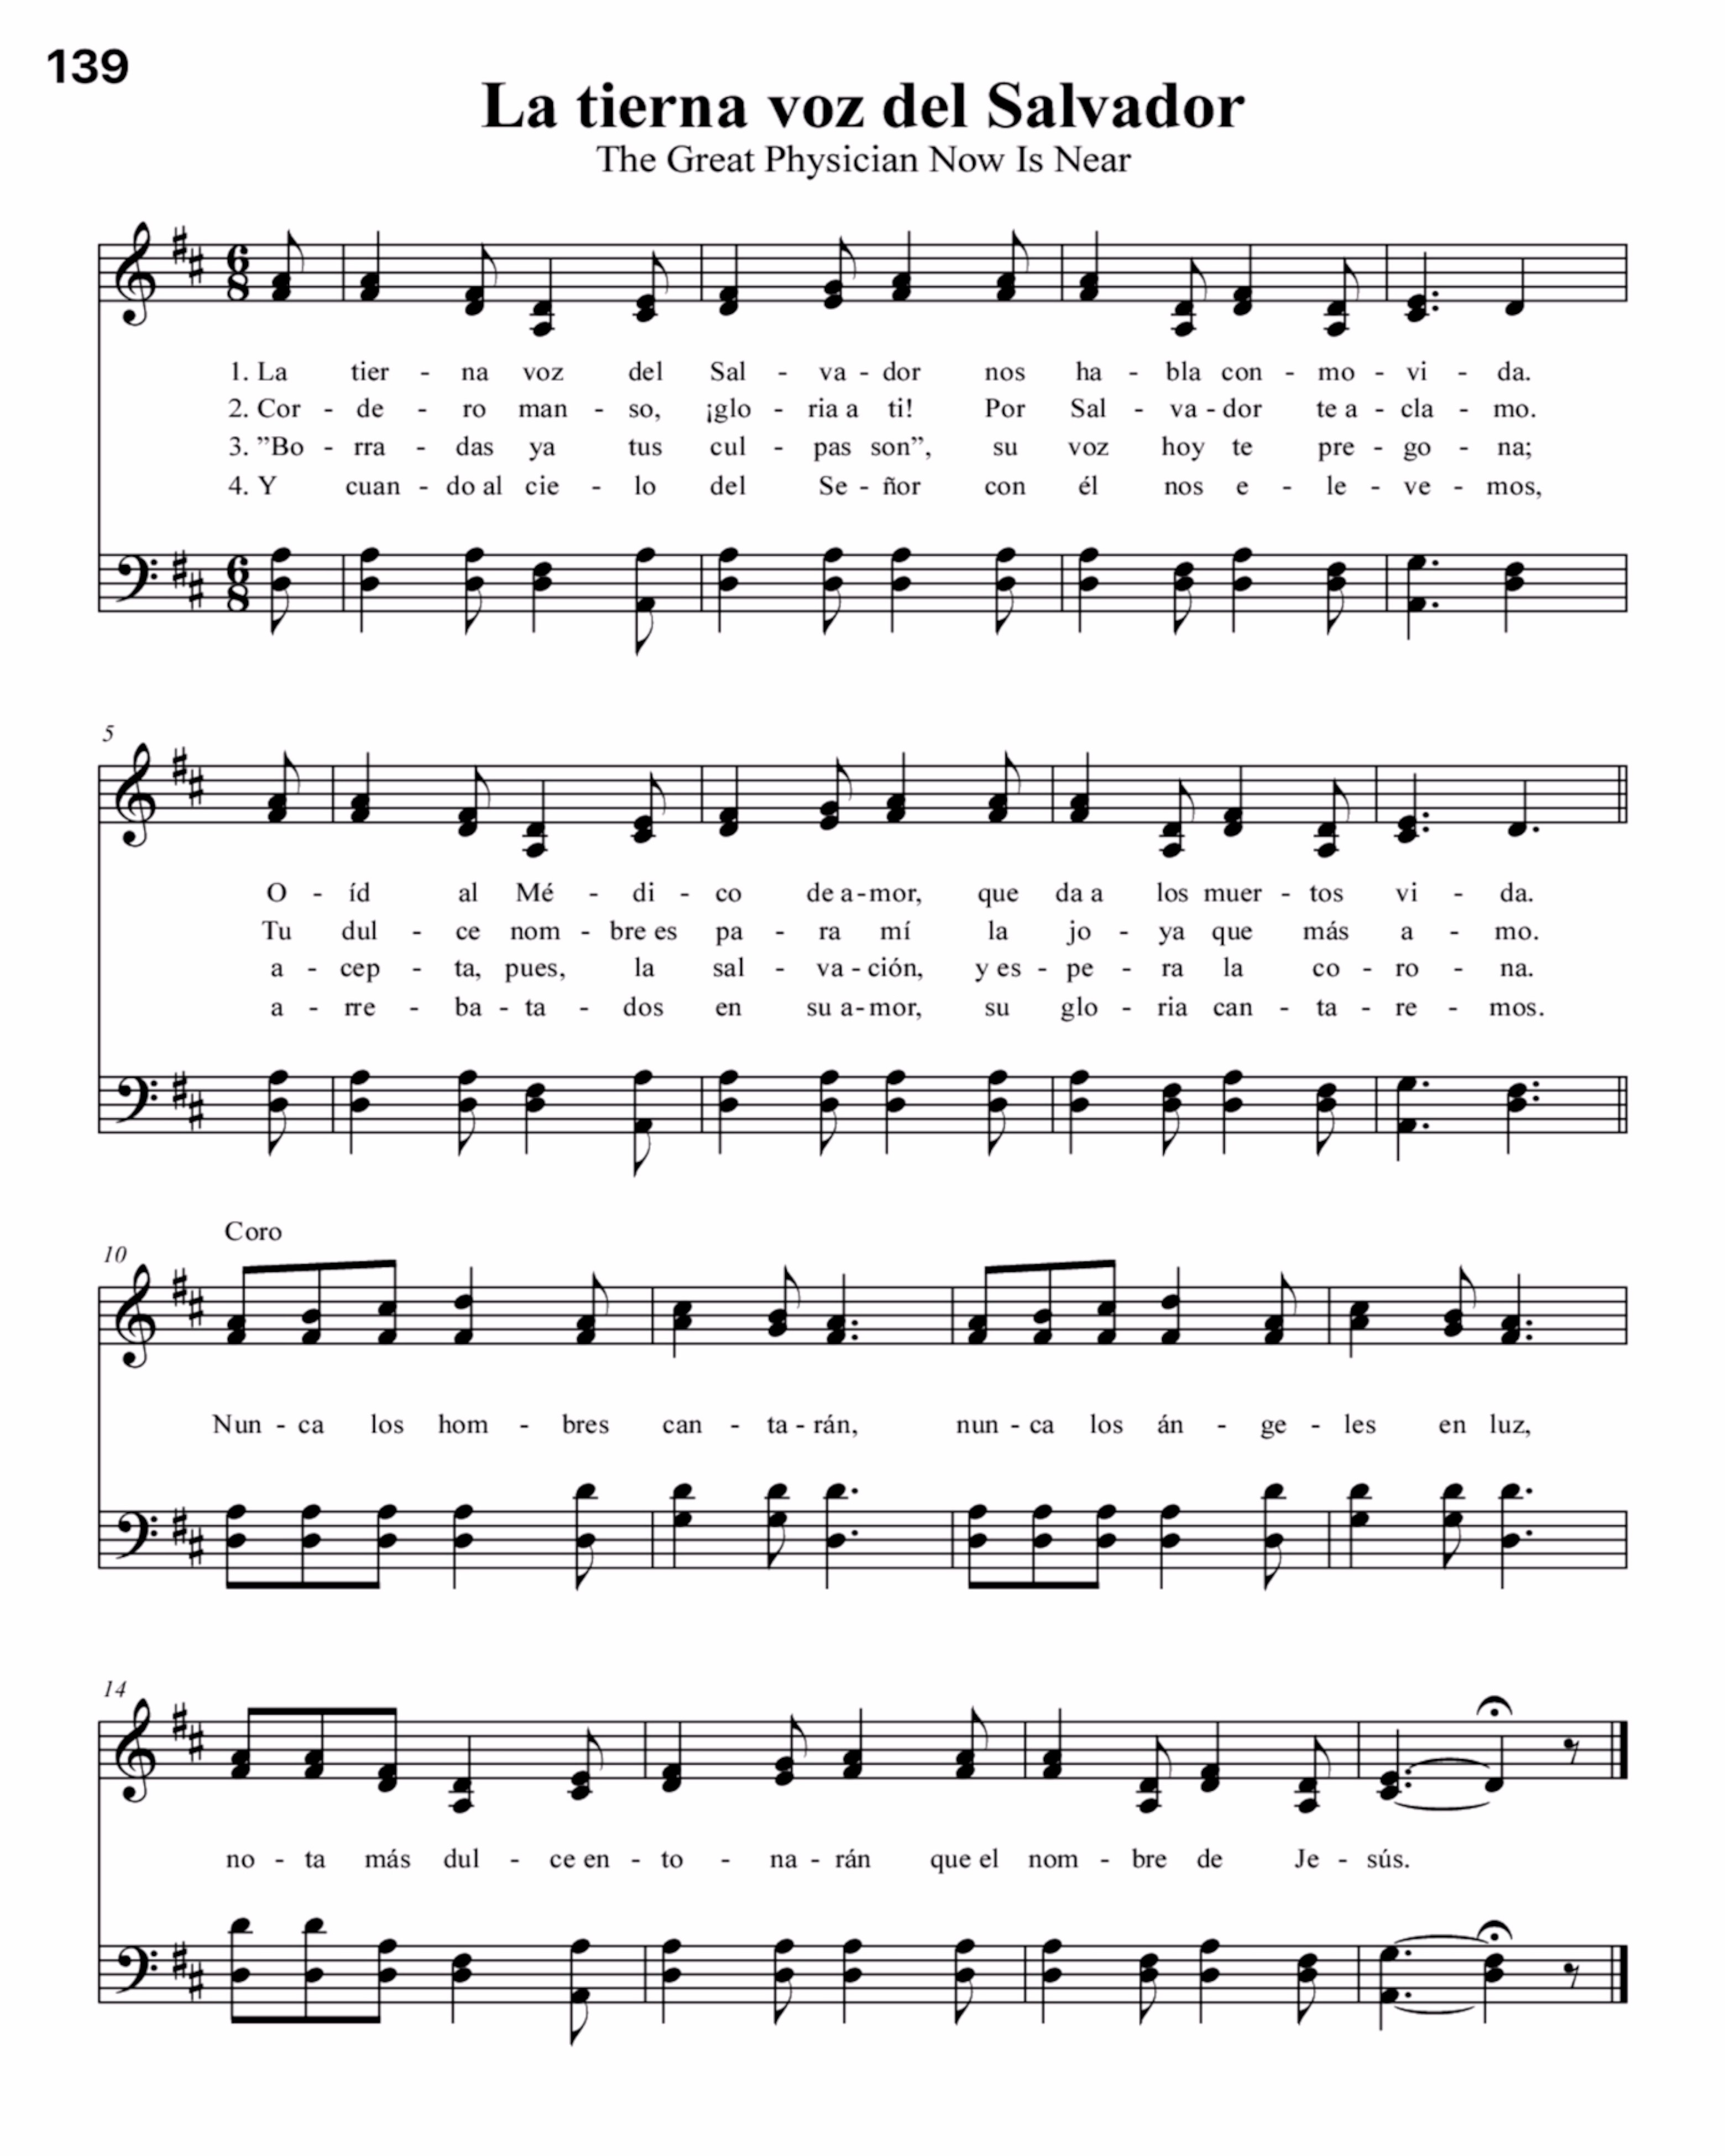 139
La tierna voz del Salvador
The Great Physician Now Is Near
6 8
1. La tier - na voz del Sal - va - dor nos ha - bla con - mo - vi - da.
2. Cor - de - ro man - so, ¡glo - ria a ti! Por Sal - va - dor te a - cla - mo.
3. ”Bo - rra - das ya tus cul - pas son”, su voz hoy te pre - go - na;
4. Y cuan - do al cie - lo del Se - ñor con él nos e - le - ve - mos,
6 8
5
O - íd al Mé - di - co de a - mor, que da a los muer - tos vi - da.
Tu dul - ce nom - bre es pa - ra mí la jo - ya que más a - mo.
a - cep - ta, pues, la sal - va - ción, y es - pe - ra la co - ro - na.
a - rre - ba - ta - dos en su a - mor, su glo - ria can - ta - re - mos.
Coro
10
Nun - ca los hom - bres can - ta - rán, nun - ca los án - ge - les en luz,
14
no - ta más dul - ce en - to - na - rán que el nom - bre de Je - sús.